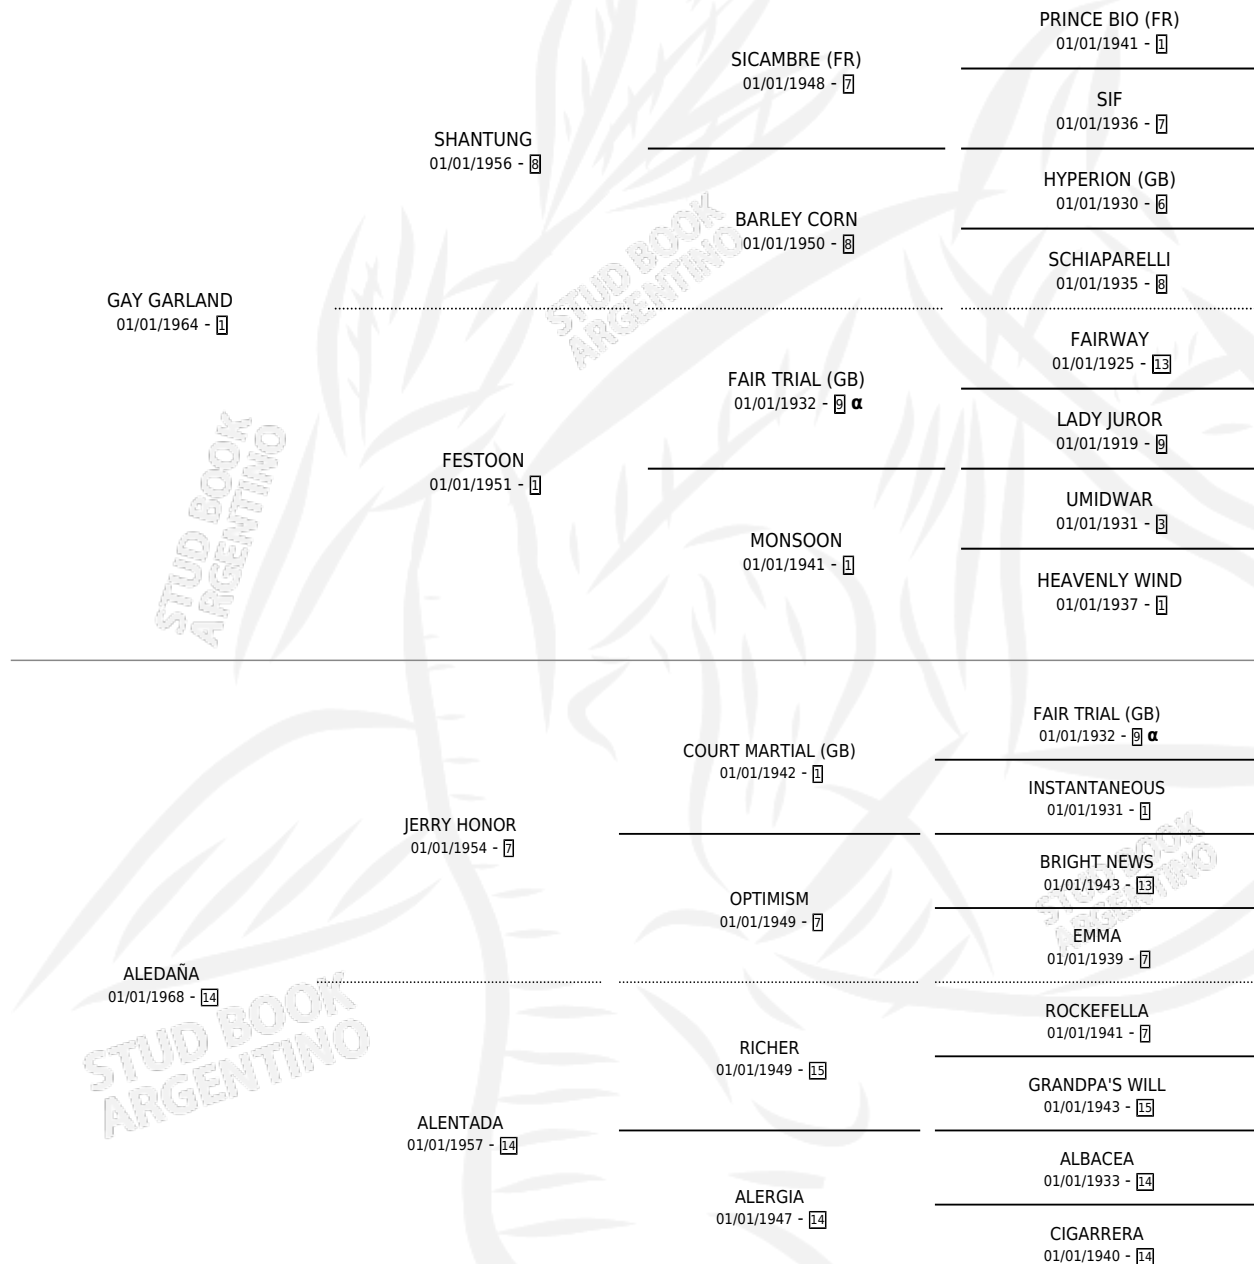 PRINCE BIO (FR)
01/01/1941 - 1
SICAMBRE (FR)
01/01/1948 - 7
SIF
01/01/1936 - 7
SHANTUNG
01/01/1956 - 8
HYPERION (GB)
01/01/1930 - 6
BARLEY CORN
01/01/1950 - 8
SCHIAPARELLI
01/01/1935 - 8
GAY GARLAND
01/01/1964 - 1
FAIRWAY
01/01/1925 - 13
FAIR TRIAL (GB)
01/01/1932 - 9 α
LADY JUROR
01/01/1919 - 9
FESTOON
01/01/1951 - 1
UMIDWAR
01/01/1931 - 3
MONSOON
01/01/1941 - 1
HEAVENLY WIND
01/01/1937 - 1
FAIR TRIAL (GB)
01/01/1932 - 9 α
COURT MARTIAL (GB)
01/01/1942 - 1
INSTANTANEOUS
01/01/1931 - 1
JERRY HONOR
01/01/1954 - 7
BRIGHT NEWS
01/01/1943 - 13
OPTIMISM
01/01/1949 - 7
EMMA
01/01/1939 - 7
ALEDAÑA
01/01/1968 - 14
ROCKEFELLA
01/01/1941 - 7
RICHER
01/01/1949 - 15
GRANDPA'S WILL
01/01/1943 - 15
ALENTADA
01/01/1957 - 14
ALBACEA
01/01/1933 - 14
ALERGIA
01/01/1947 - 14
CIGARRERA
01/01/1940 - 14
STUD BOOK
ARGENTINO
STUD BOOK
ARGENTINO
STUD BOOK
ARGENTINO
STUD BOOK
ARGENTINO